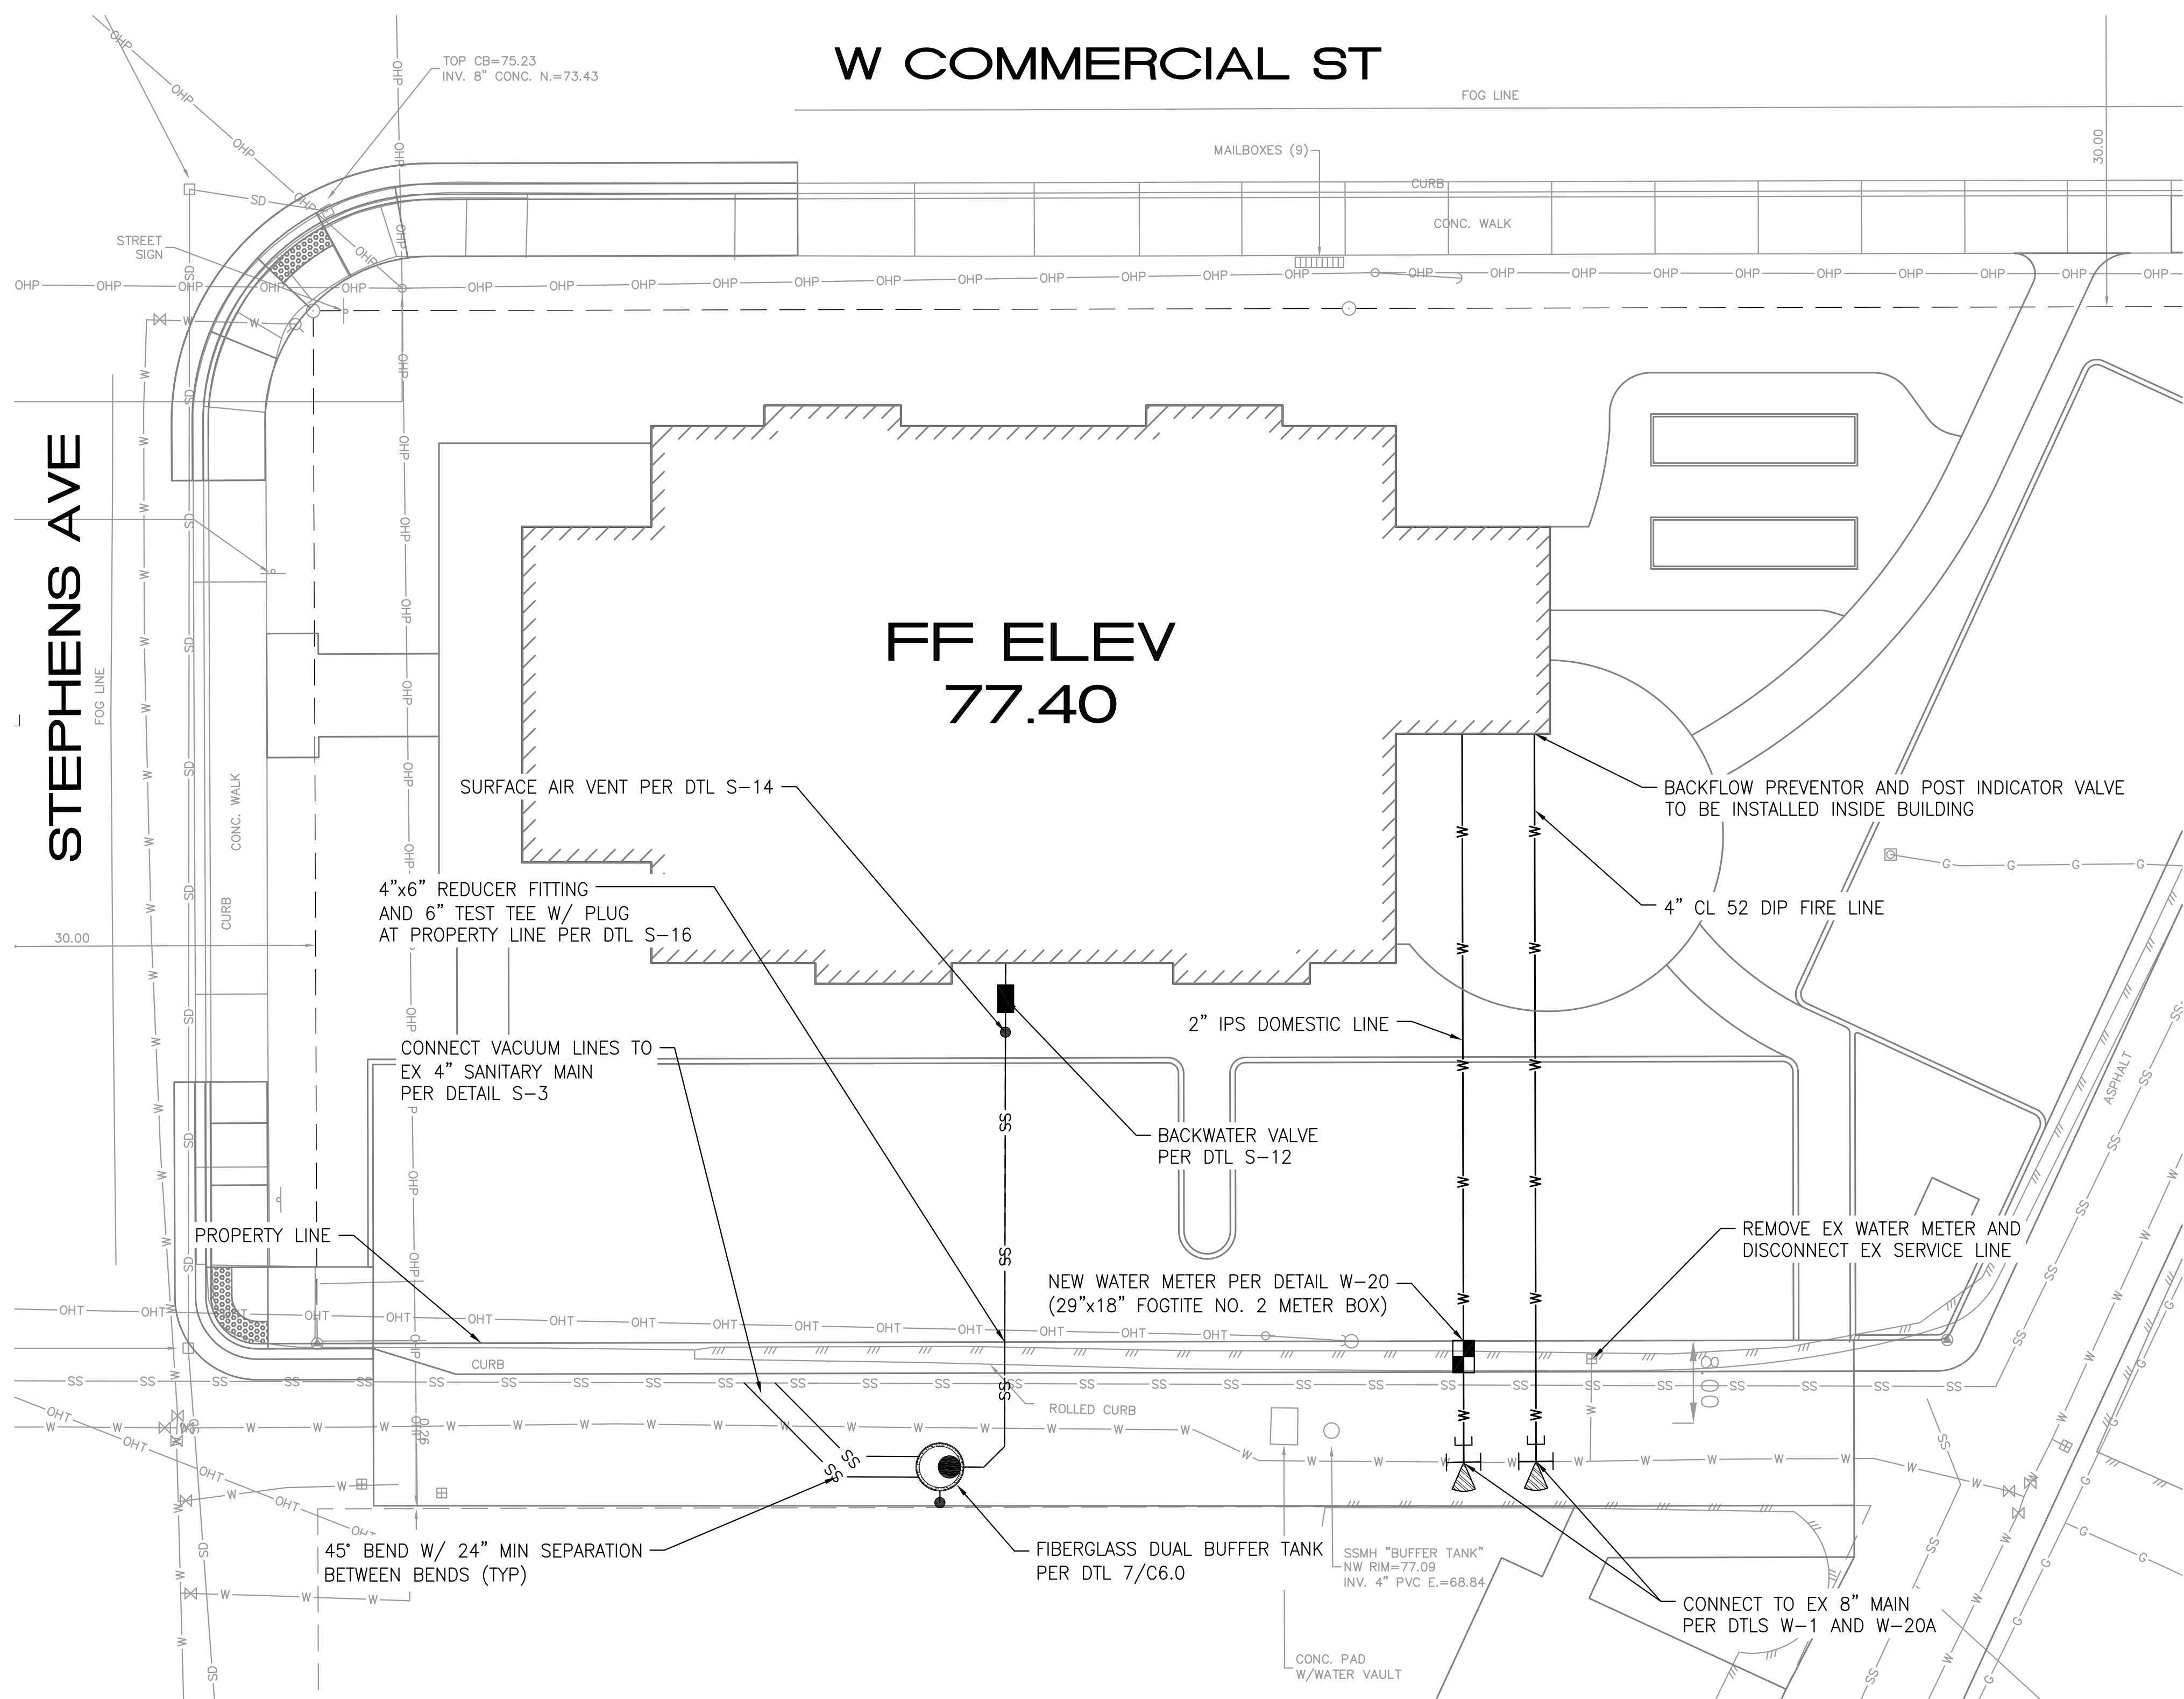 W COMMERCIAL ST
TOP CB=75.23
INV. 8" CONC. N.=73.43
FOG LINE
30.00
MAILBOXES (9)
CURB
CONC. WALK
STREET
SIGN
OHP
SD
W
STEPHENS AVE
FOG LINE
CONC. WALK
CURB
30.00
FF ELEV
77.40
SURFACE AIR VENT PER DTL S-14
BACKFLOW PREVENTOR AND POST INDICATOR VALVE
TO BE INSTALLED INSIDE BUILDING
4"x6" REDUCER FITTING
AND 6" TEST TEE W/ PLUG
AT PROPERTY LINE PER DTL S-16
4" CL 52 DIP FIRE LINE
G
2" IPS DOMESTIC LINE
CONNECT VACUUM LINES TO
EX 4" SANITARY MAIN
PER DETAIL S-3
ASPHALT
SS
BACKWATER VALVE
PER DTL S-12
PROPERTY LINE
REMOVE EX WATER METER AND
DISCONNECT EX SERVICE LINE
NEW WATER METER PER DETAIL W-20
(29"x18" FOGTITE NO. 2 METER BOX)
OHT
CURB
8.00
ROLLED CURB
0.26
45° BEND W/ 24" MIN SEPARATION
BETWEEN BENDS (TYP)
FIBERGLASS DUAL BUFFER TANK
PER DTL 7/C6.0
SSMH "BUFFER TANK"
NW RIM=77.09
INV. 4" PVC E.=68.84
CONNECT TO EX 8" MAIN
PER DTLS W-1 AND W-20A
CONC. PAD
W/WATER VAULT